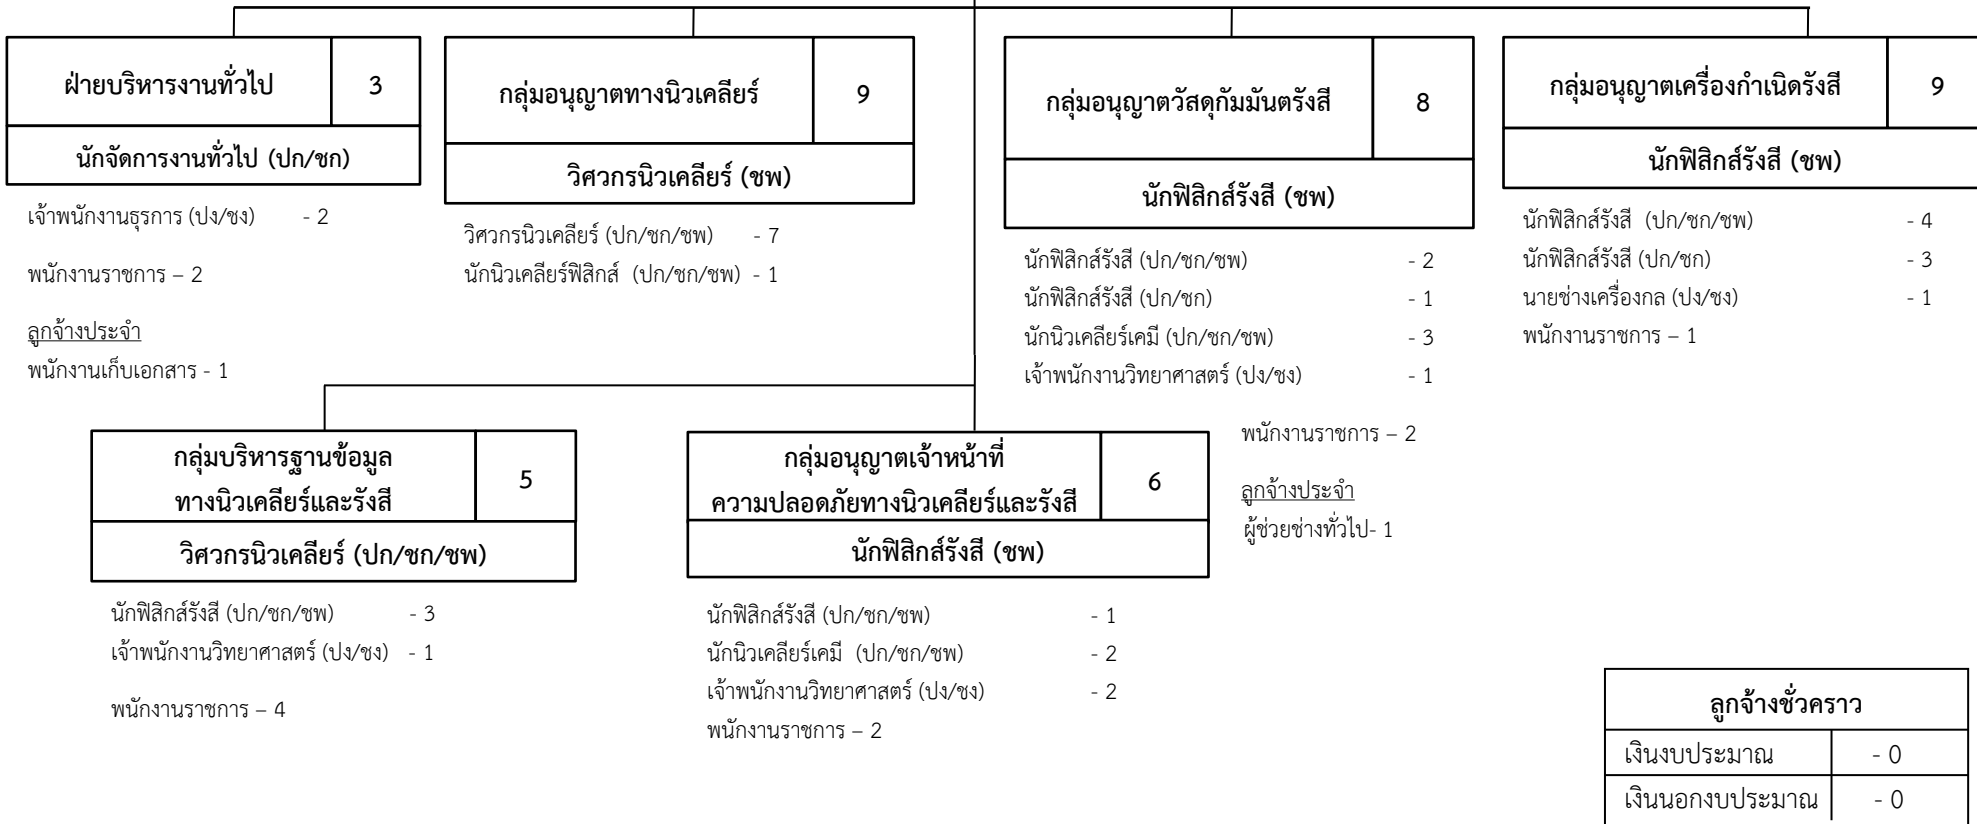 ฝ่ายบริหารงานทั่วไป 3
นักจัดการงานทั่วไป (ปก/ชก)
เจ้าพนักงานธุรการ (ปง/ชง) - 2
พนักงานราชการ – 2
ลูกจ้างประจำ
พนักงานเก็บเอกสาร - 1
กลุ่มอนุญาตทางนิวเคลียร์ 9
วิศวกรนิวเคลียร์ (ชพ)
วิศวกรนิวเคลียร์ (ปก/ชก/ชพ) - 7
นักนิวเคลียร์ฟิสิกส์ (ปก/ชก/ชพ) - 1
กลุ่มอนุญาตวัสดุกัมมันตรังสี 8
นักฟิสิกส์รังสี (ชพ)
นักฟิสิกส์รังสี (ปก/ชก/ชพ) - 2
นักฟิสิกส์รังสี (ปก/ชก) - 1
นักนิวเคลียร์เคมี (ปก/ชก/ชพ) - 3
เจ้าพนักงานวิทยาศาสตร์ (ปง/ชง) - 1
พนักงานราชการ – 2
ลูกจ้างประจำ
ผู้ช่วยช่างทั่วไป- 1
กลุ่มอนุญาตเครื่องกำเนิดรังสี 9
นักฟิสิกส์รังสี (ชพ)
นักฟิสิกส์รังสี (ปก/ชก/ชพ) - 4
นักฟิสิกส์รังสี (ปก/ชก) - 3
นายช่างเครื่องกล (ปง/ชง) - 1
พนักงานราชการ – 1
กลุ่มบริหารฐานข้อมูล
ทางนิวเคลียร์และรังสี 5
วิศวกรนิวเคลียร์ (ปก/ชก/ชพ)
นักฟิสิกส์รังสี (ปก/ชก/ชพ) - 3
เจ้าพนักงานวิทยาศาสตร์ (ปง/ชง) - 1
พนักงานราชการ – 4
กลุ่มอนุญาตเจ้าหน้าที่
ความปลอดภัยทางนิวเคลียร์และรังสี 6
นักฟิสิกส์รังสี (ชพ)
นักฟิสิกส์รังสี (ปก/ชก/ชพ) - 1
นักนิวเคลียร์เคมี (ปก/ชก/ชพ) - 2
เจ้าพนักงานวิทยาศาสตร์ (ปง/ชง) - 2
พนักงานราชการ – 2
ลูกจ้างชั่วคราว
เงินงบประมาณ - 0
เงินนอกงบประมาณ - 0